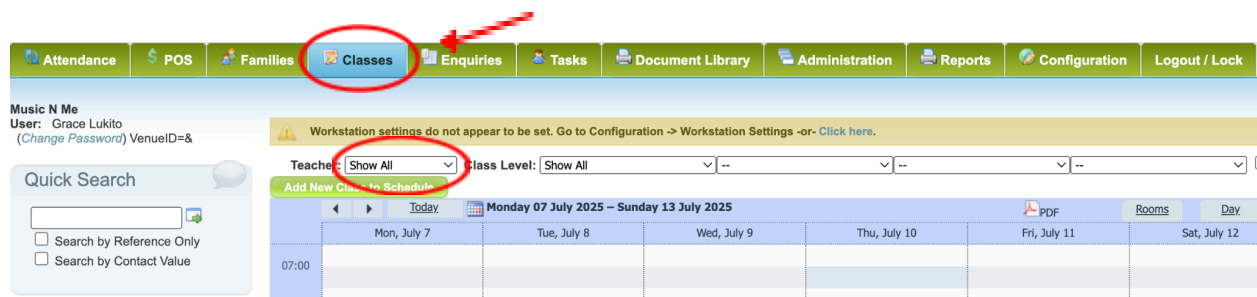 Attendance POS Families Classes Enquiries Tasks Document Library Administration Reports Configuration Logout / Lock
Music N Me
User: Grace Lukito
(Change Password) VenueID=&
Workstation settings do not appear to be set. Go to Configuration -> Workstation Settings -or- Click here.
Teacher: Show All Class Level: Show All -- -- --
Quick Search
Add New Class to Schedule
Today Monday 07 July 2025 – Sunday 13 July 2025 PDF Rooms Day
Mon, July 7 Tue, July 8 Wed, July 9 Thu, July 10 Fri, July 11 Sat, July 12
Search by Reference Only
Search by Contact Value
07:00